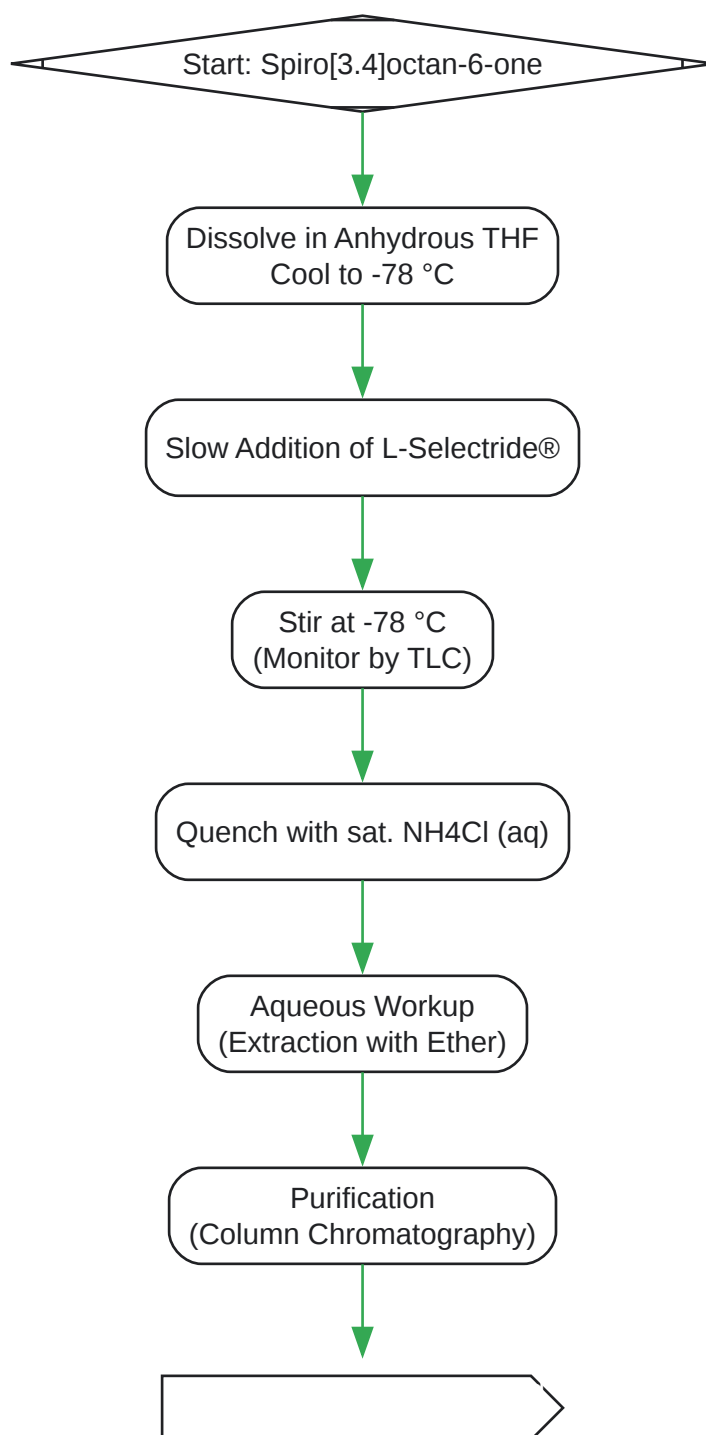 Start: Spiro[3.4]octan-6-one
Dissolve in Anhydrous THF
Cool to -78 °C
Slow Addition of L-Selectride®
Stir at -78 °C
(Monitor by TLC)
Quench with sat. NH4Cl (aq)
Aqueous Workup
(Extraction with Ether)
Purification
(Column Chromatography)